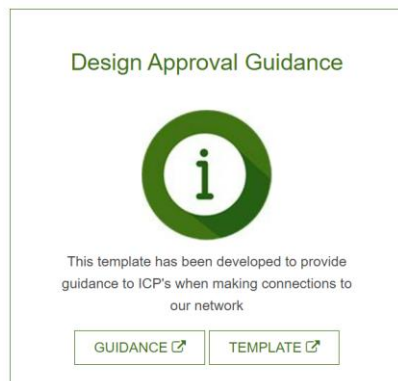 Design Approval Guidance
i
This template has been developed to provide
guidance to ICP's when making connections to
our network
GUIDANCE
TEMPLATE